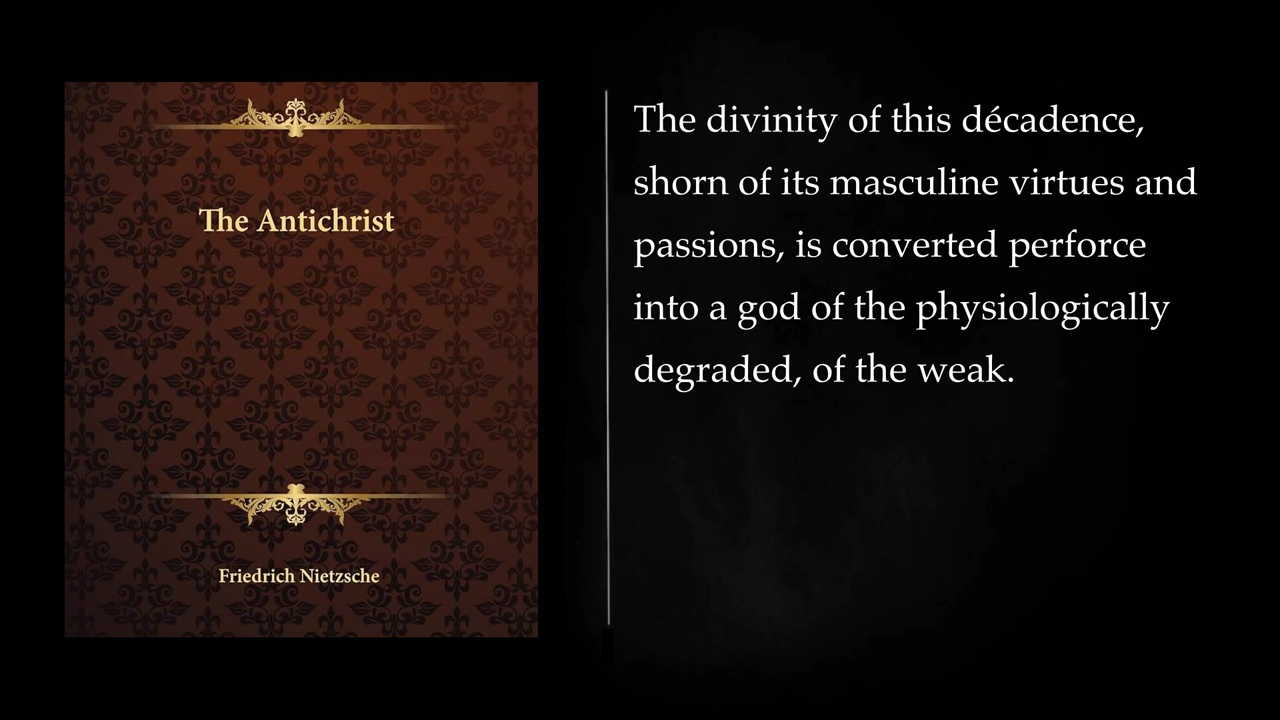 The Antichrist
Friedrich Nietzsche
The divinity of this décadence,
shorn of its masculine virtues and
passions, is converted perforce
into a god of the physiologically
degraded, of the weak.